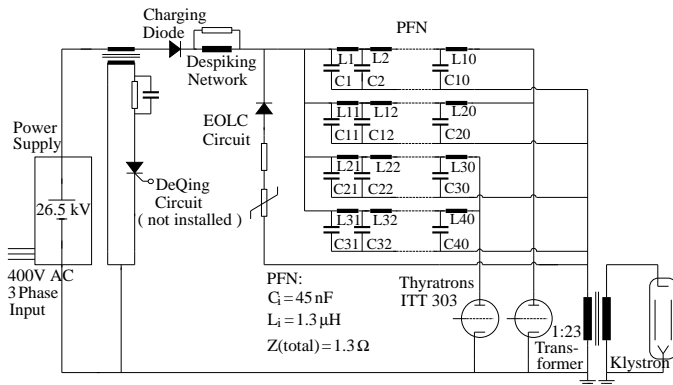 Charging
Diode
Despiking
Network
PFN
L1
L2
L10
C1
C2
C10
L11
L12
L20
C11
C12
C20
L21
L22
L30
C21
C22
C30
L31
L32
L40
C31
C32
C40
EOLC
Circuit
Power
Supply
26.5 kV
DeQing
Circuit
( not installed )
400V AC
3 Phase
Input
PFN:
Ci = 45 nF
Li = 1.3 μH
Z(total) = 1.3 Ω
Thyratrons
ITT 303
1:23
Trans-
former
Klystron